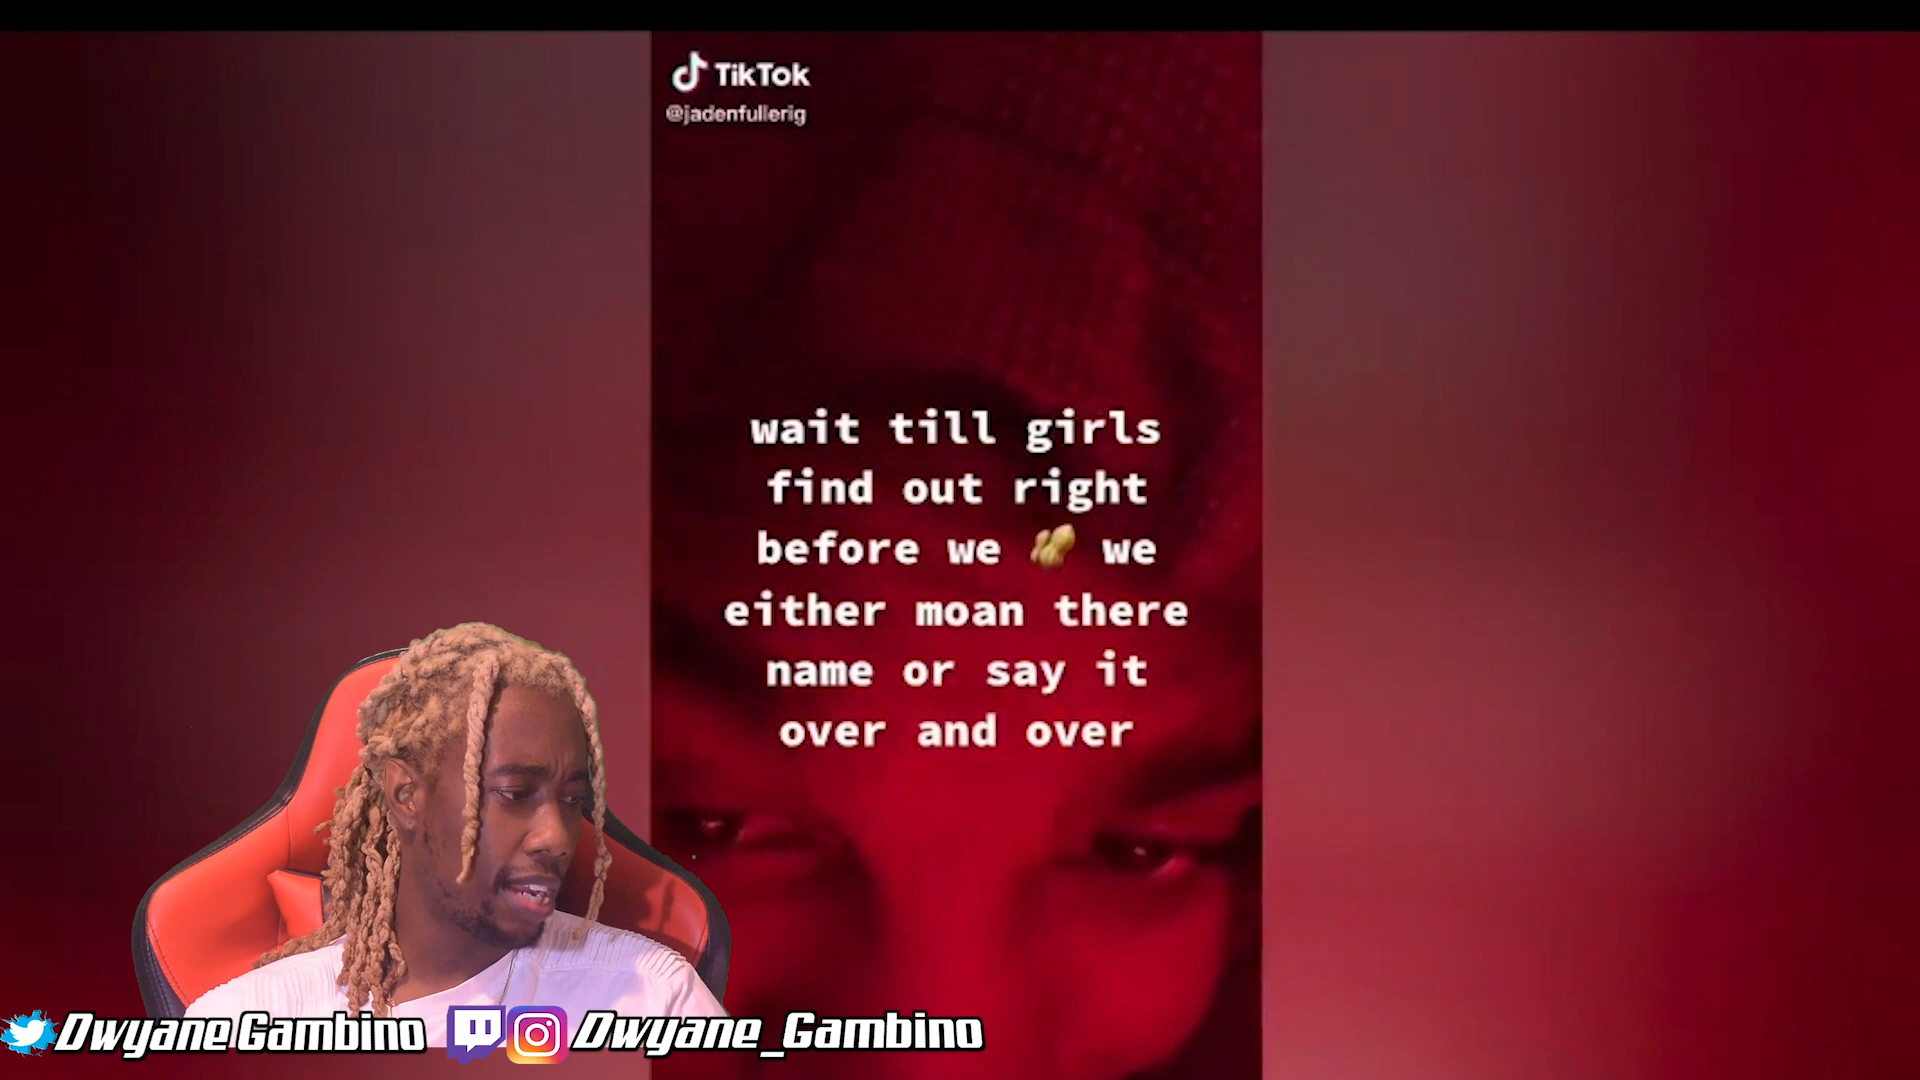 TikTok
@jadenfullerig
wait till girls
find out right
before we 🥜 we
either moan there
name or say it
over and over
Dwyane Gambino
Dwyane_Gambino